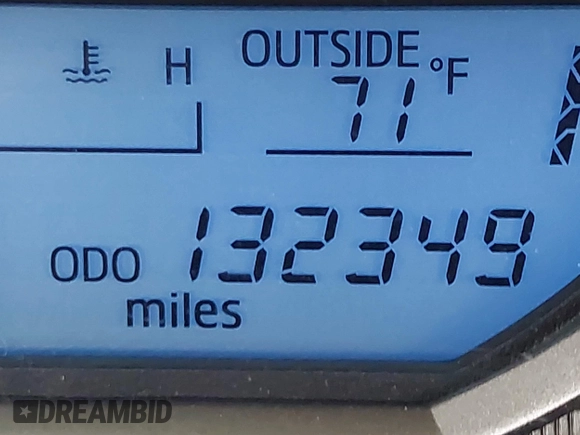 H OUTSIDE
71 °F
ODO 132349
miles
DREAMBID